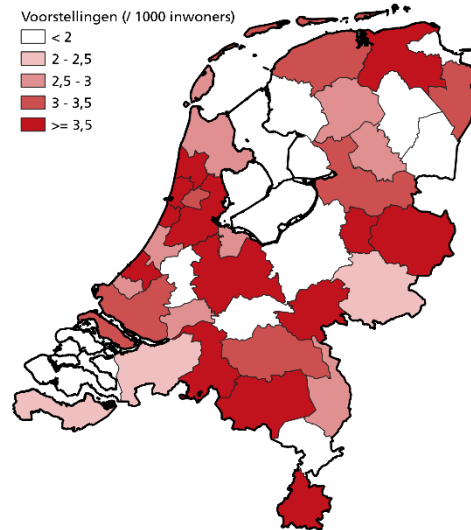 Voorstellingen (/ 1000 inwoners)
< 2
2 - 2,5
2,5 - 3
3 - 3,5
>= 3,5